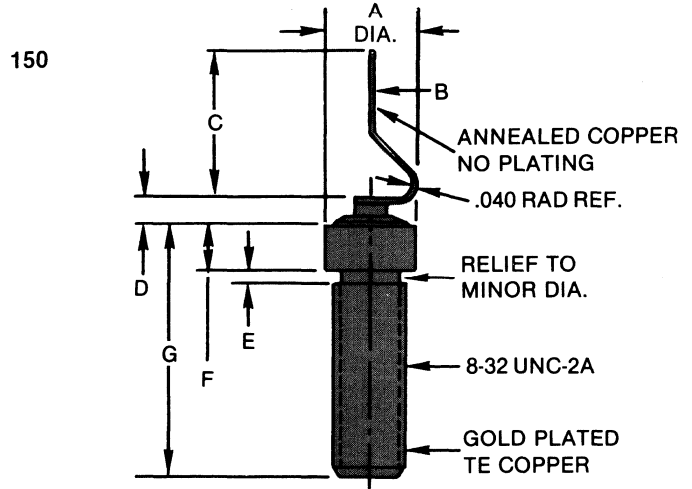 150
A
DIA.
B
C
ANNEALED COPPER
NO PLATING
.040 RAD REF.
D
RELIEF TO
MINOR DIA.
E
G
F
8-32 UNC-2A
GOLD PLATED
TE COPPER